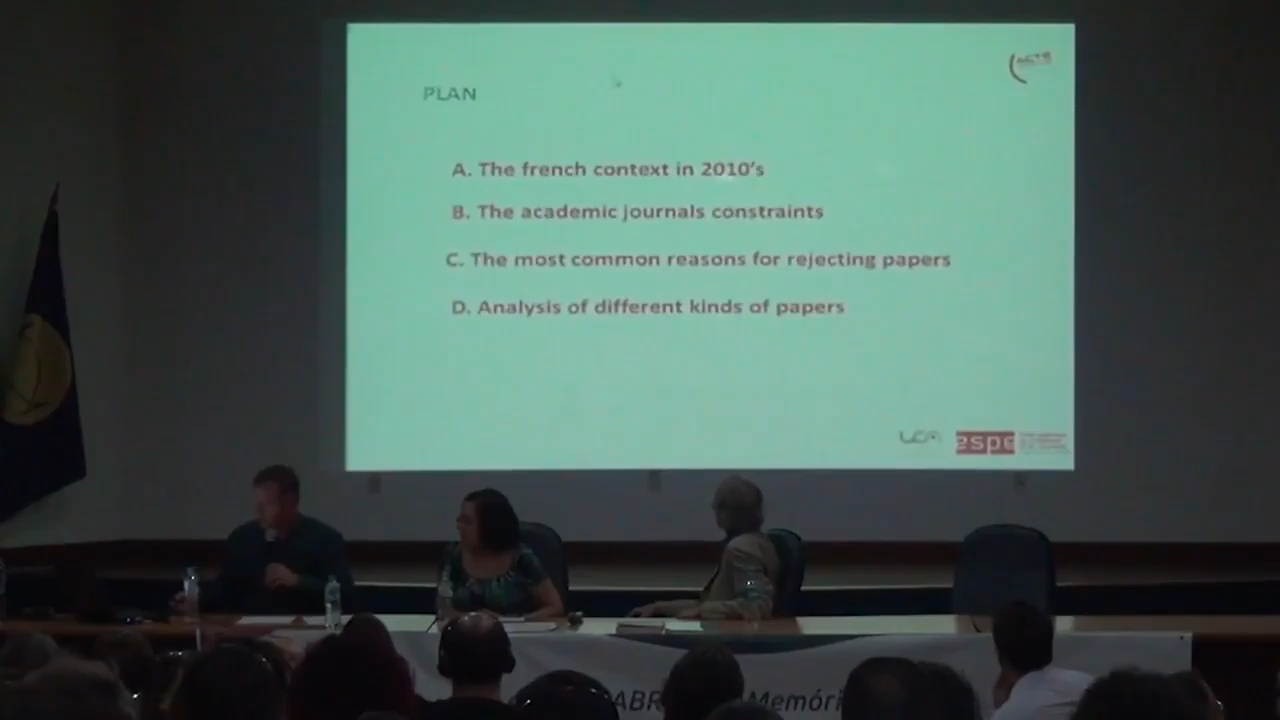 PLAN
A. The french context in 2010's
B. The academic journals constraints
C. The most common reasons for rejecting papers
D. Analysis of different kinds of papers
espe
ABR
Memóri